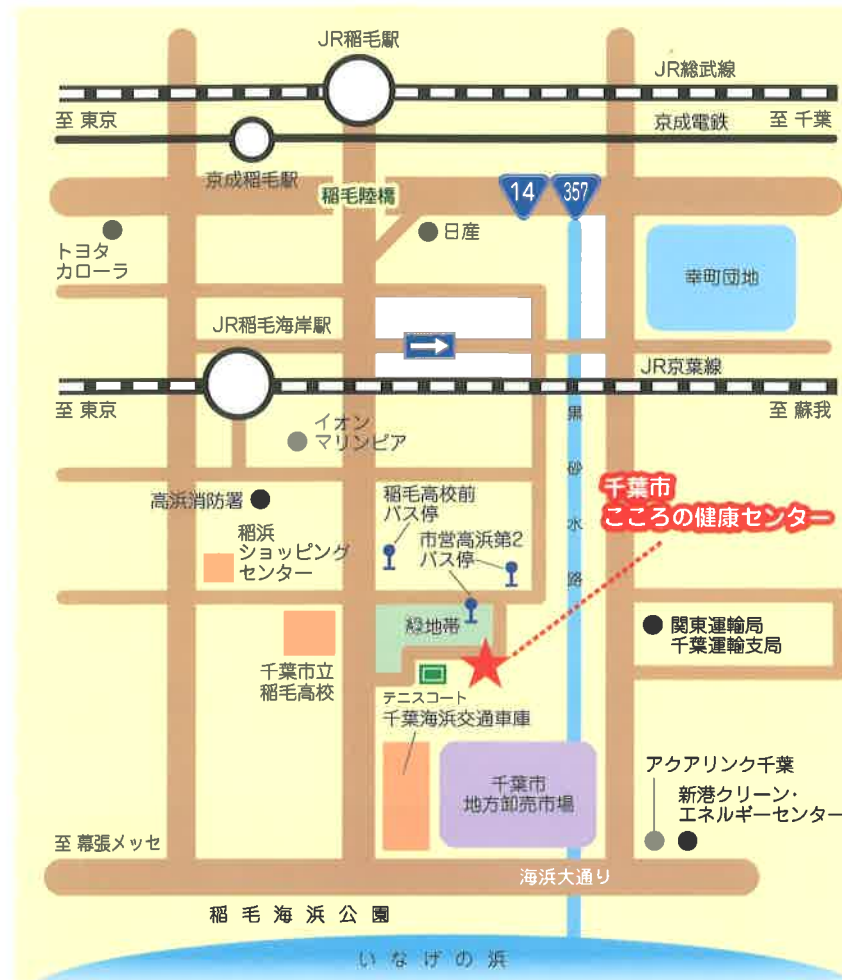 JR稲毛駅
JR総武線
至 東京
京成電鉄
至 千葉
京成稲毛駅
稲毛陸橋
14
357
日産
トヨタ
カローラ
幸町団地
JR稲毛海岸駅
JR京葉線
至 東京
至 蘇我
イオン
マリンピア
黒砂水路
千葉市
こころの健康センター
高浜消防署
稲毛高校前
バス停
稲浜
ショッピング
センター
市営高浜第2
バス停
緑地帯
関東運輸局
千葉運輸支局
千葉市立
稲毛高校
テニスコート
千葉海浜交通車庫
千葉市
地方卸売市場
アクアリンク千葉
新港クリーン・
エネルギーセンター
至 幕張メッセ
海浜大通り
稲毛海浜公園
いなげの浜